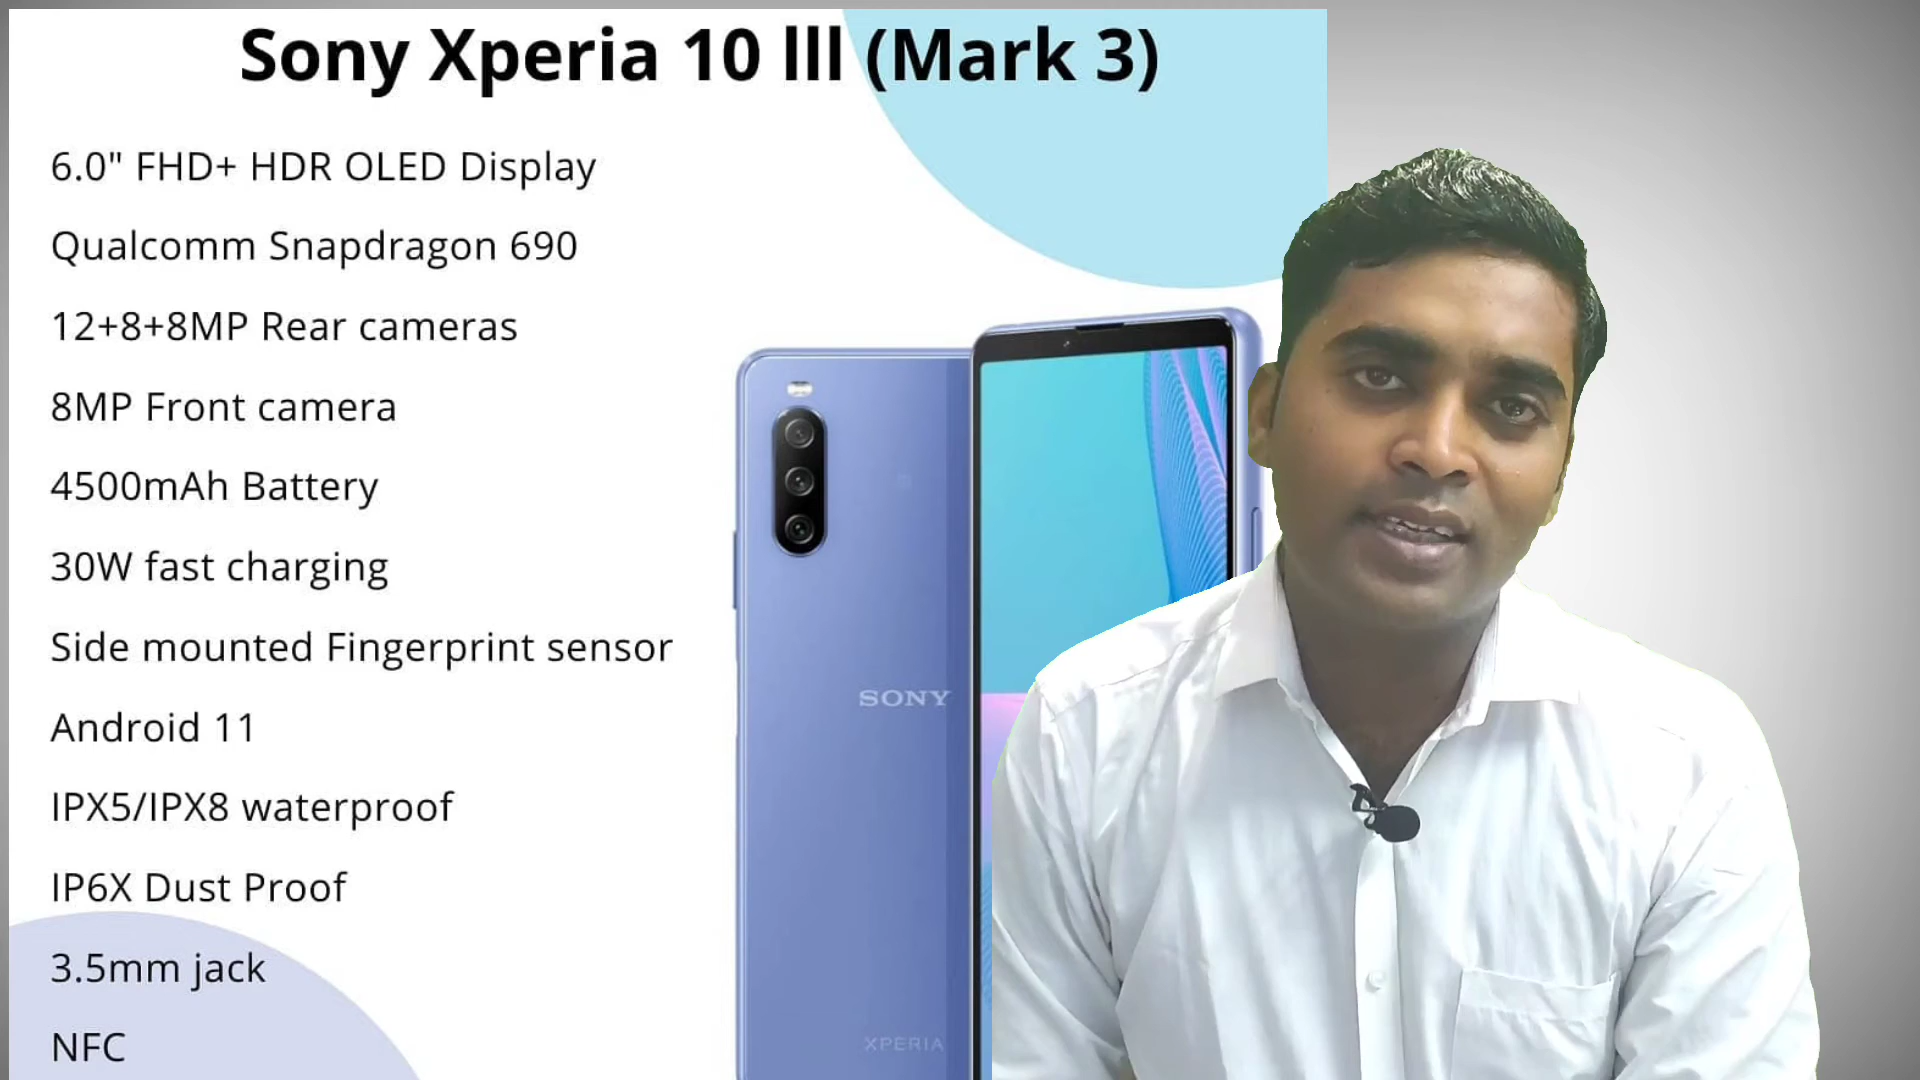 Sony Xperia 10 lll (Mark 3)
6.0" FHD+ HDR OLED Display
Qualcomm Snapdragon 690
12+8+8MP Rear cameras
8MP Front camera
4500mAh Battery
30W fast charging
Side mounted Fingerprint sensor
Android 11
IPX5/IPX8 waterproof
IP6X Dust Proof
3.5mm jack
NFC
SONY
XPERIA